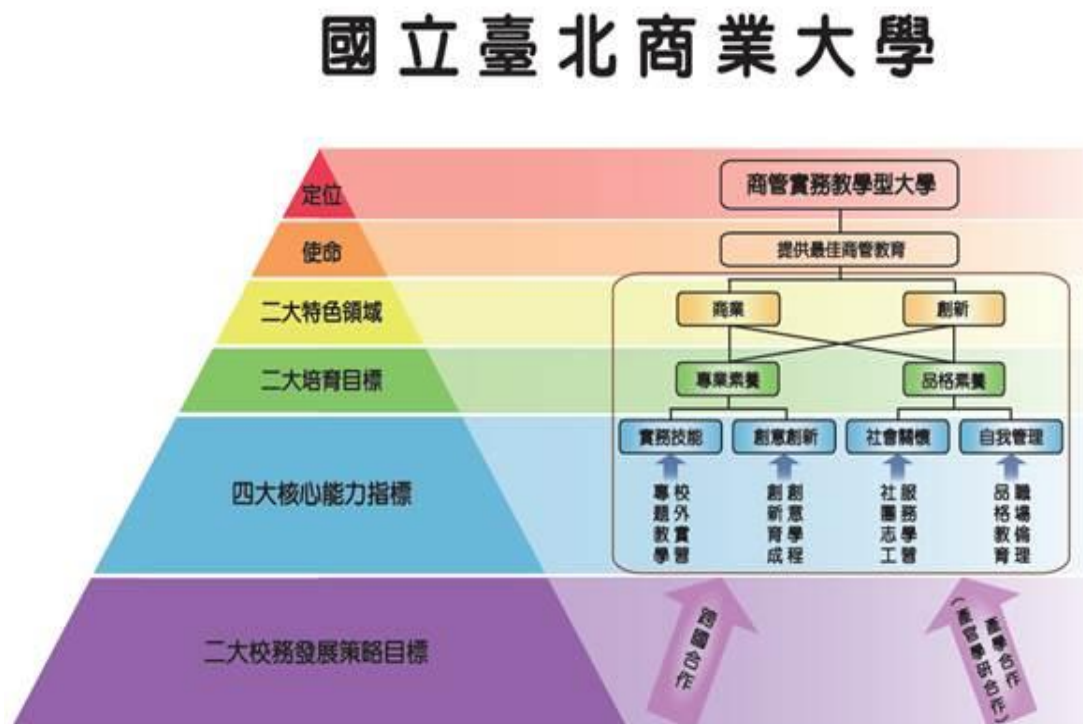 國立臺北商業大學
定位
商管實務教學型大學
使命
提供最佳商管教育
二大特色領域
商業
創新
二大培育目標
專業素養
品格素養
四大核心能力指標
實務技能
創意創新
社會關懷
自我管理
校外實習
專題教學
創意學程
創新育成
服務學習
社團志工
職場倫理
品格教育
二大校務發展策略目標
跨國合作
產學合作
(產官學研合作)